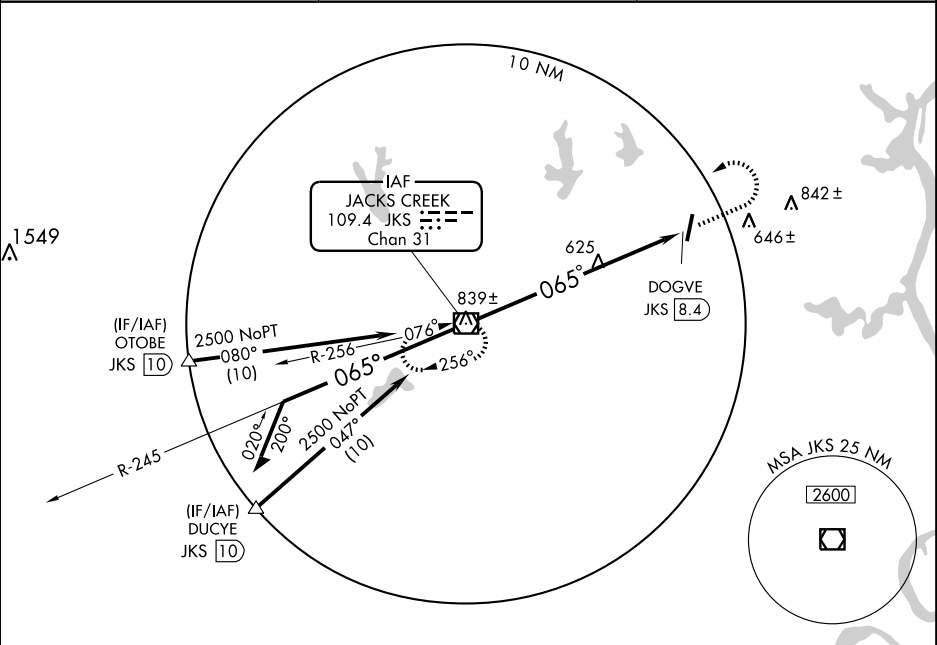 10 NM
IAF
JACKS CREEK
109.4 JKS
Chan 31
842±
646±
1549
625
839±
065°
DOGVE
JKS 8.4
(IF/IAF)
OTOBE
JKS 10
2500 NoPT
080°
(10)
076°
R-256
065°
256°
020°
200°
2500 NoPT
047°
(10)
R-245
(IF/IAF)
DUCYE
JKS 10
MSA JKS 25 NM
2600